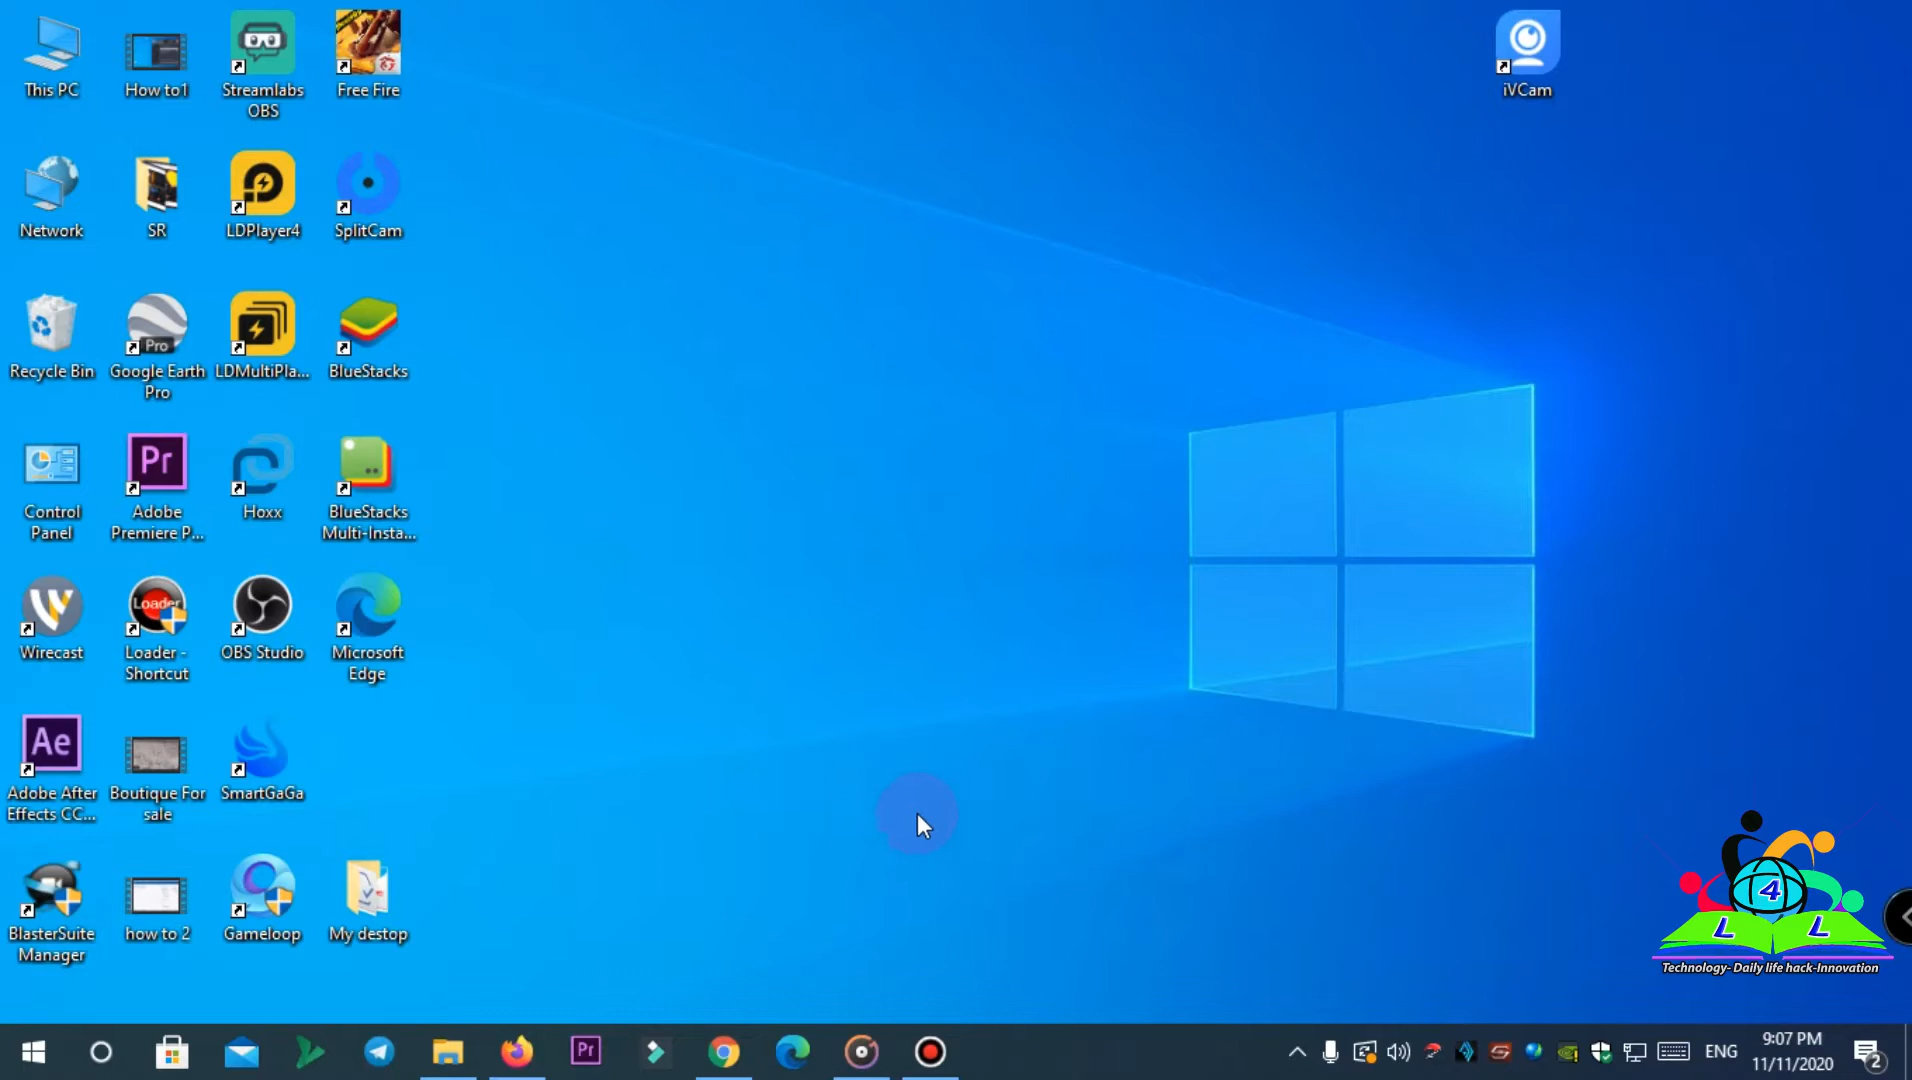 This PC
How to1
Streamlabs
OBS
Free Fire
iVCam
Network
SR
LDPlayer4
SplitCam
Recycle Bin
Pro
Google Earth
Pro
LDMultiPla...
BlueStacks
Control
Panel
Pr
Adobe
Premiere P...
Hoxx
BlueStacks
Multi-Insta...
Wirecast
Loader
Loader -
Shortcut
OBS Studio
Microsoft
Edge
Ae
Adobe After
Effects CC...
Boutique For
sale
SmartGaGa
BlasterSuite
Manager
how to 2
Gameloop
My destop
4
L L
Technology- Daily life hack-Innovation
Pr
ENG
9:07 PM
11/11/2020
2